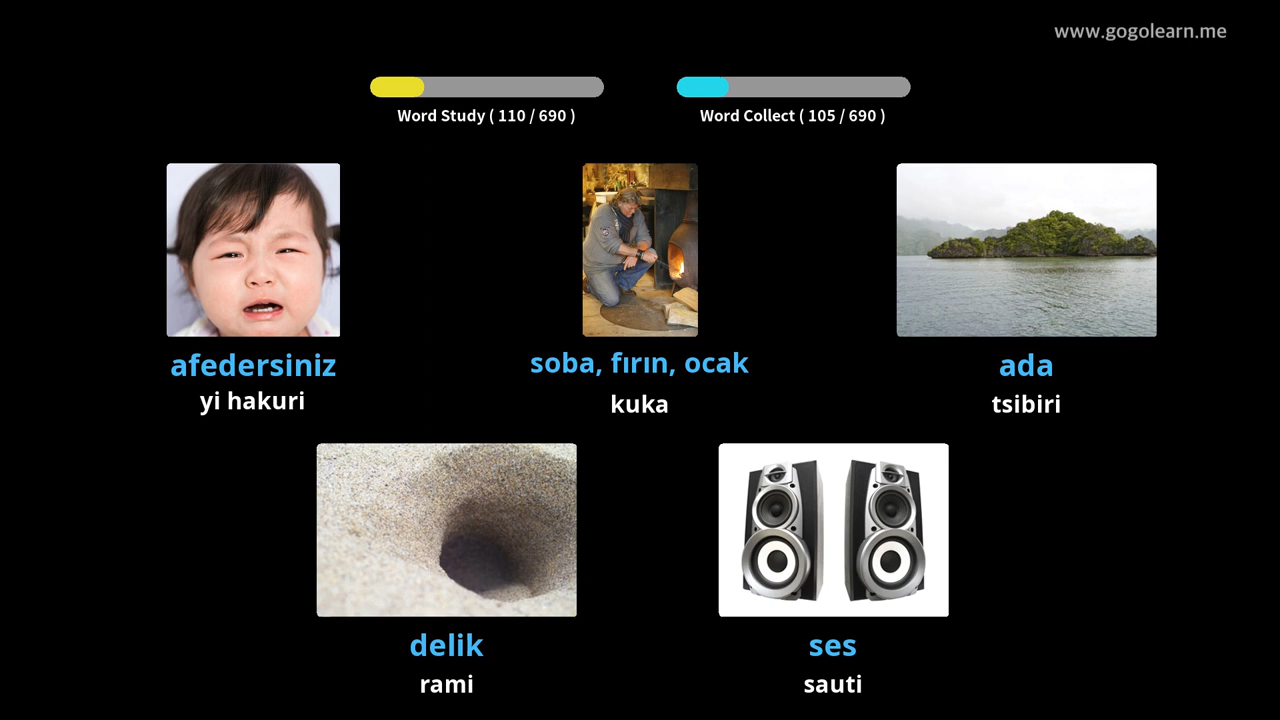 www.gogolearn.me
Word Study ( 110 / 690 )
Word Collect ( 105 / 690 )
afedersiniz
yi hakuri
soba, fırın, ocak
kuka
ada
tsibiri
delik
rami
ses
sauti